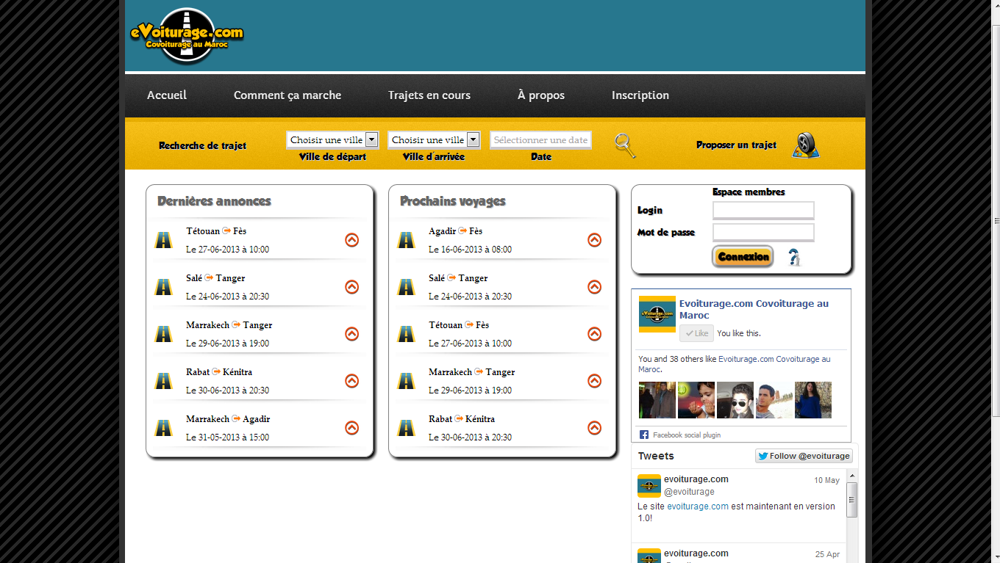 eVoiturage.com
Covoiturage au Maroc
Accueil
Comment ça marche
Trajets en cours
À propos
Inscription
Recherche de trajet
Choisir une ville
Ville de départ
Choisir une ville
Ville d'arrivée
Sélectionner une date
Date
Proposer un trajet
Dernières annonces
Tétouan Fès
Le 27-06-2013 à 10:00
Salé Tanger
Le 24-06-2013 à 20:30
Marrakech Tanger
Le 29-06-2013 à 19:00
Rabat Kénitra
Le 30-06-2013 à 20:30
Marrakech Agadir
Le 31-05-2013 à 15:00
Prochains voyages
Agadir Fès
Le 16-06-2013 à 08:00
Salé Tanger
Le 24-06-2013 à 20:30
Tétouan Fès
Le 27-06-2013 à 10:00
Marrakech Tanger
Le 29-06-2013 à 19:00
Rabat Kénitra
Le 30-06-2013 à 20:30
Espace membres
Login
Mot de passe
Connexion
Evoiturage.com Covoiturage au
Maroc
Like You like this.
You and 38 others like Evoiturage.com Covoiturage au
Maroc.
Facebook social plugin
Tweets
Follow @evoiturage
evoiturage.com 10 May
@evoiturage
Le site evoiturage.com est maintenant en version
1.0!
evoiturage.com 25 Apr